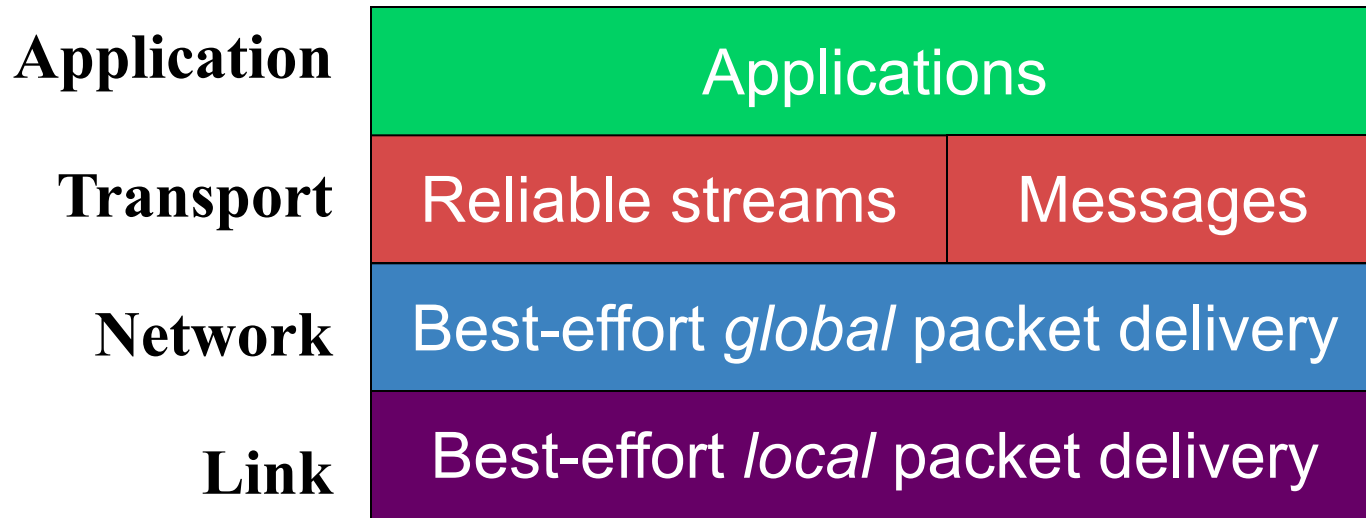 Application
Applications
Transport
Reliable streams
Messages
Network
Best-effort global packet delivery
Link
Best-effort local packet delivery